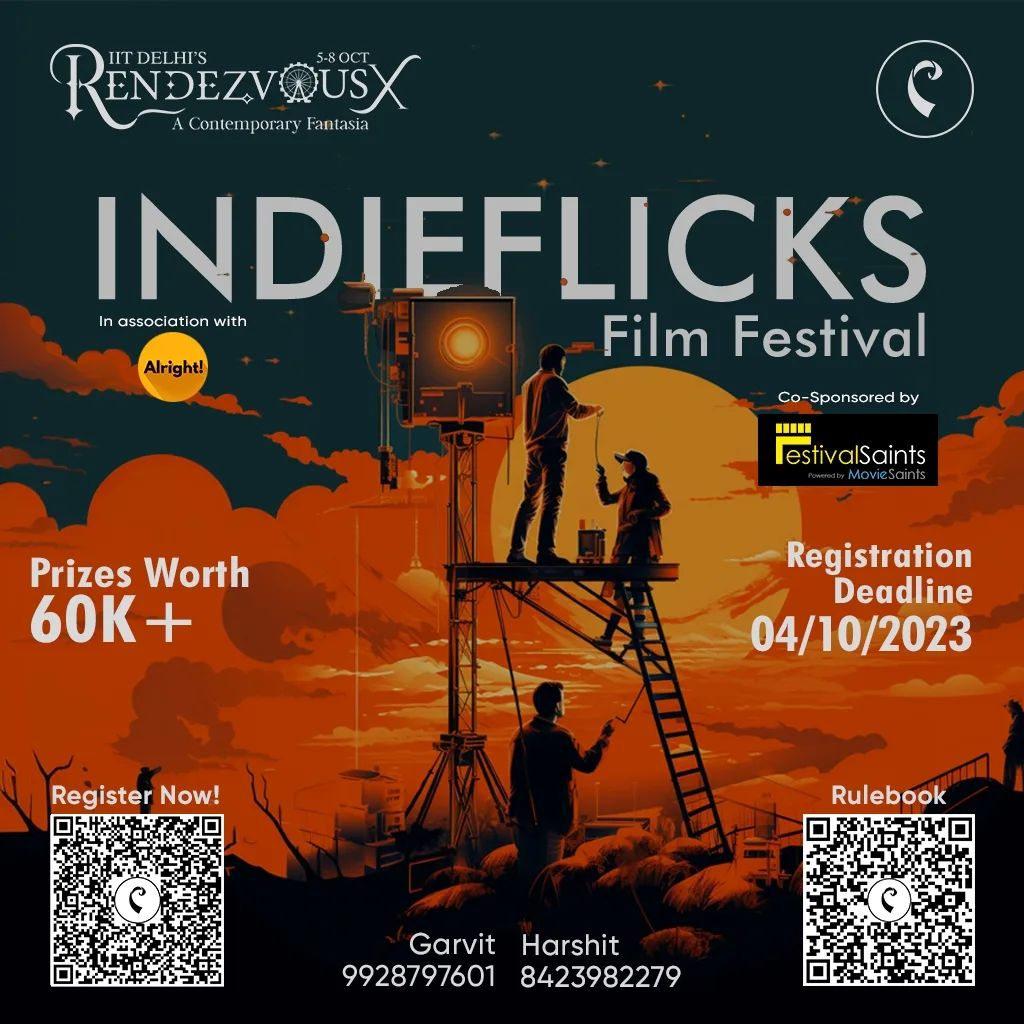 IIT DELHI'S
5-8 OCT
RENDEZVOUSX
A Contemporary Fantasia
INDIEFLICKS
Film Festival
In association with
Alright!
Co-Sponsored by
FestivalSaints
Powered by MovieSaints
Prizes Worth
60K+
Registration
Deadline
04/10/2023
Register Now!
Rulebook
Garvit Harshit
9928797601 8423982279